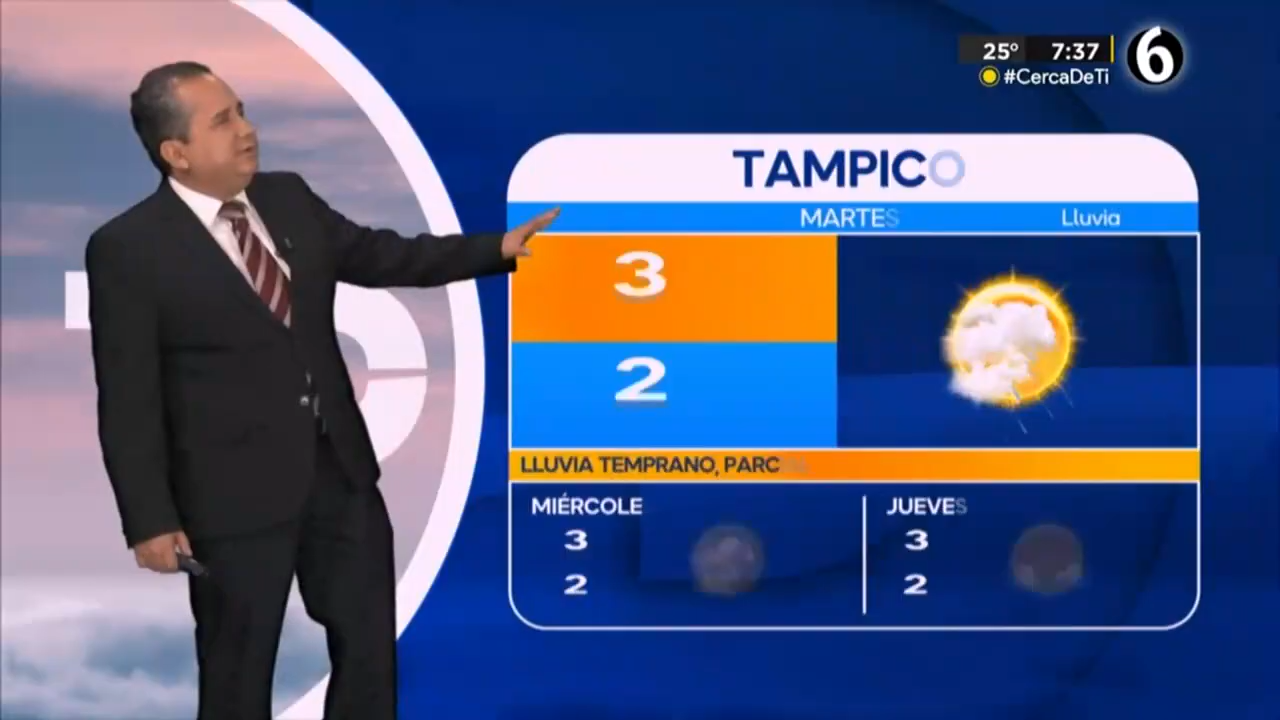 25° 7:37
6
#CercaDeTi
TAMPICO
MARTES Lluvia
3
2
LLUVIA TEMPRANO, PARC
MIÉRCOLE
3
2
JUEVES
3
2